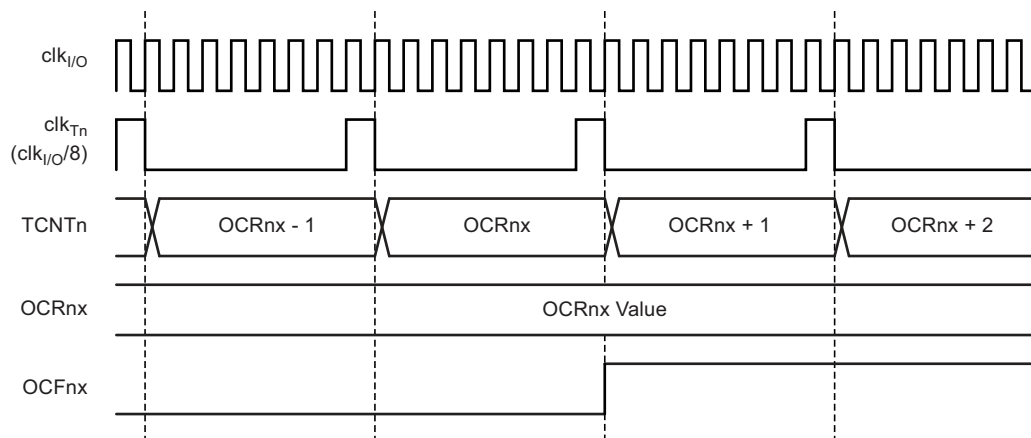 clkI/O
clkTn
(clkI/O/8)
TCNTn
OCRnx - 1
OCRnx
OCRnx + 1
OCRnx + 2
OCRnx
OCRnx Value
OCFnx